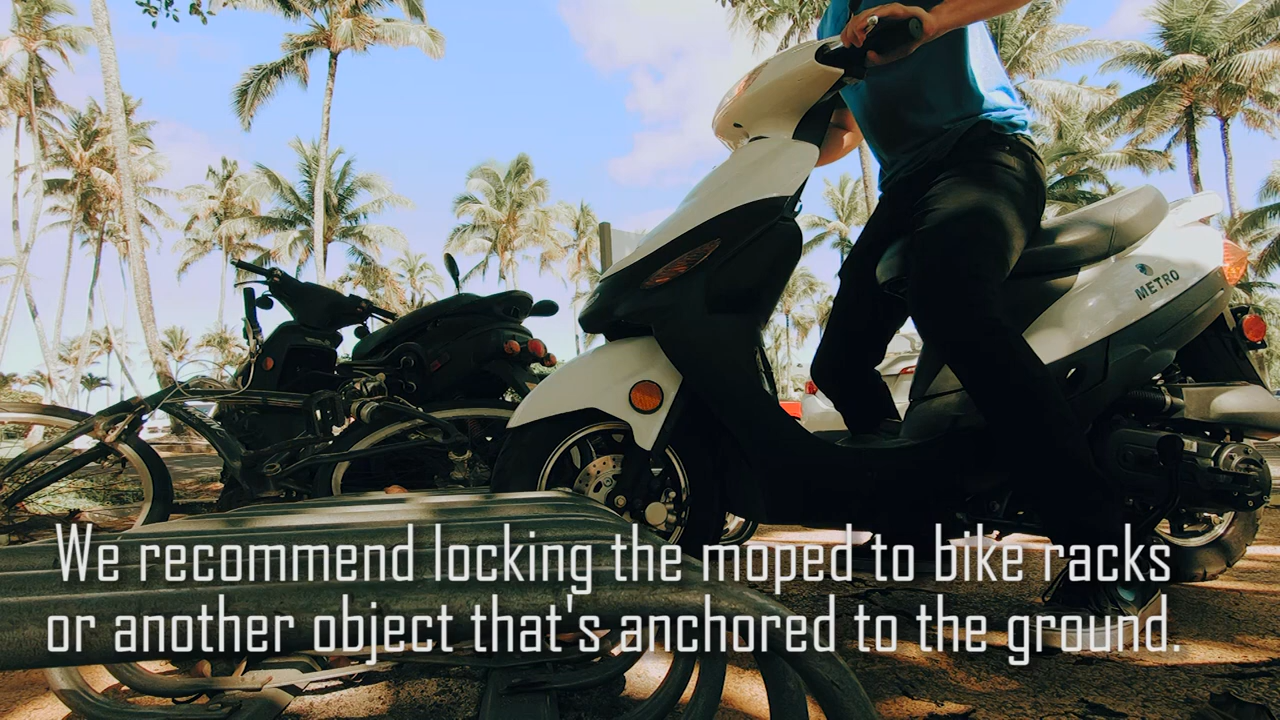 METRO
We recommend locking the moped to bike racks
or another object that's anchored to the ground.